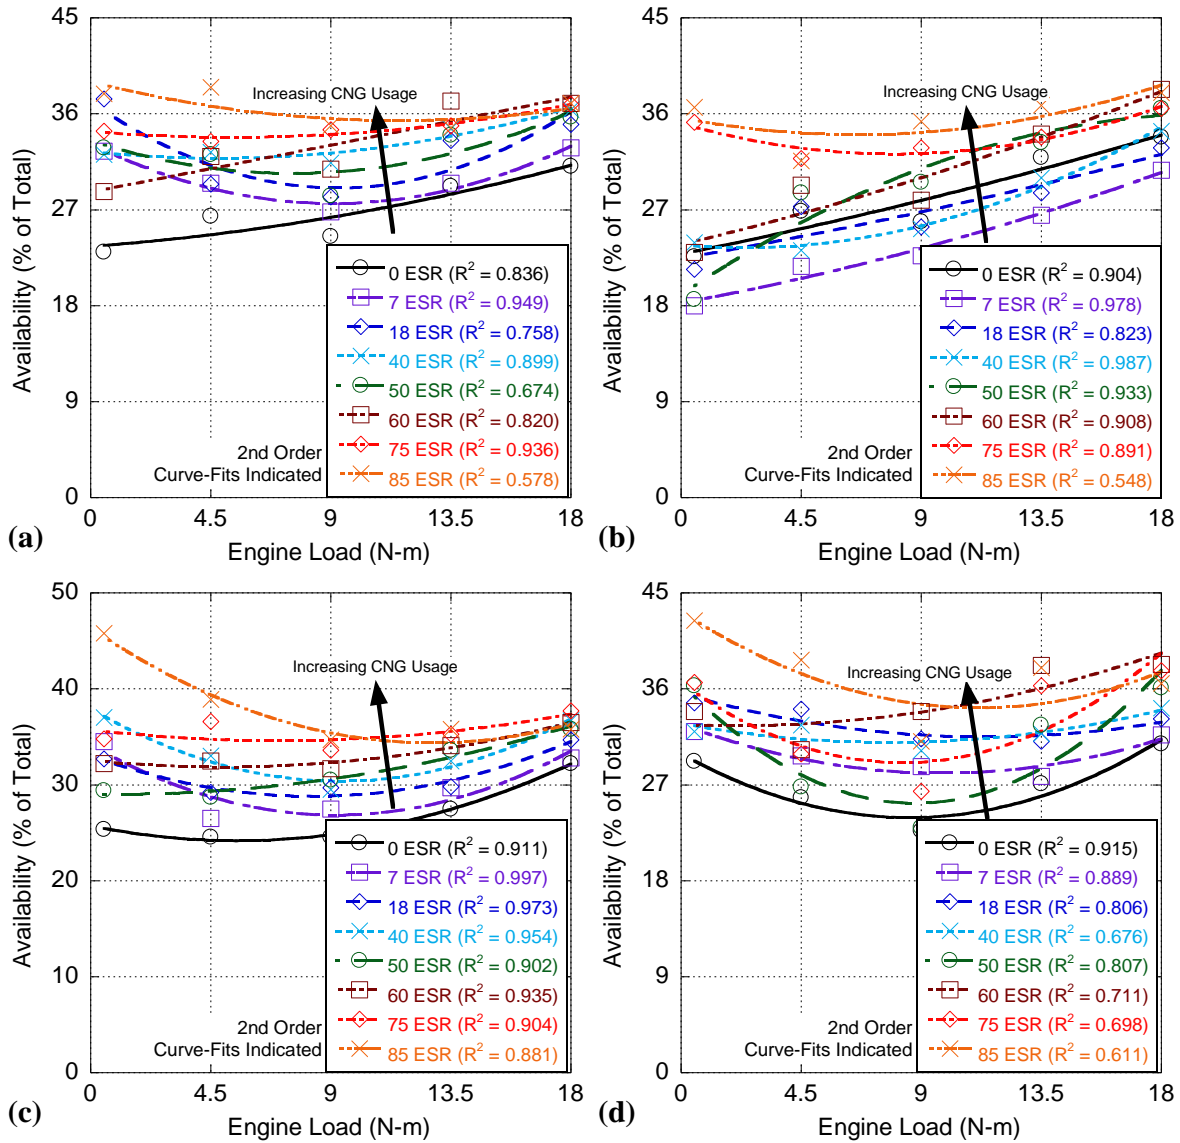 45
36
27
18
9
0
Availability (% of Total)
Increasing CNG Usage
0 ESR (R² = 0.836)
7 ESR (R² = 0.949)
18 ESR (R² = 0.758)
40 ESR (R² = 0.899)
50 ESR (R² = 0.674)
60 ESR (R² = 0.820)
75 ESR (R² = 0.936)
85 ESR (R² = 0.578)
2nd Order
Curve-Fits Indicated
0 4.5 9 13.5 18
(a)
Engine Load (N-m)
45
36
27
18
9
0
Availability (% of Total)
Increasing CNG Usage
0 ESR (R² = 0.904)
7 ESR (R² = 0.978)
18 ESR (R² = 0.823)
40 ESR (R² = 0.987)
50 ESR (R² = 0.933)
60 ESR (R² = 0.908)
75 ESR (R² = 0.891)
85 ESR (R² = 0.548)
2nd Order
Curve-Fits Indicated
0 4.5 9 13.5 18
(b)
Engine Load (N-m)
50
40
30
20
10
0
Availability (% of Total)
Increasing CNG Usage
0 ESR (R² = 0.911)
7 ESR (R² = 0.997)
18 ESR (R² = 0.973)
40 ESR (R² = 0.954)
50 ESR (R² = 0.902)
60 ESR (R² = 0.935)
75 ESR (R² = 0.904)
85 ESR (R² = 0.881)
2nd Order
Curve-Fits Indicated
0 4.5 9 13.5 18
(c)
Engine Load (N-m)
45
36
27
18
9
0
Availability (% of Total)
Increasing CNG Usage
0 ESR (R² = 0.915)
7 ESR (R² = 0.889)
18 ESR (R² = 0.806)
40 ESR (R² = 0.676)
50 ESR (R² = 0.807)
60 ESR (R² = 0.711)
75 ESR (R² = 0.698)
85 ESR (R² = 0.611)
2nd Order
Curve-Fits Indicated
0 4.5 9 13.5 18
(d)
Engine Load (N-m)